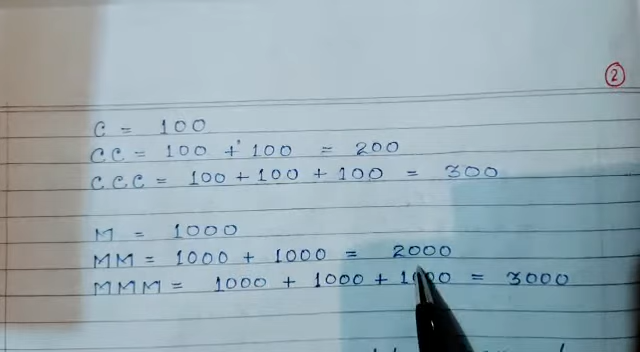 2
C = 100
CC = 100 + 100 = 200
CCC = 100 + 100 + 100 = 300
M = 1000
MM = 1000 + 1000 = 2000
MMM = 1000 + 1000 + 1000 = 3000